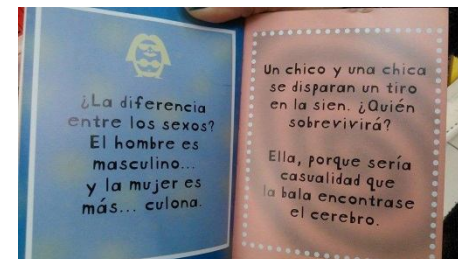 ¿La diferencia
entre los sexos?
El hombre es
masculino...
y la mujer es
más... culona.
Un chico y una chica
se disparan un tiro
en la sien. ¿Quién
sobrevivirá?
Ella, porque sería
casualidad que
la bala encontrase
el cerebro.